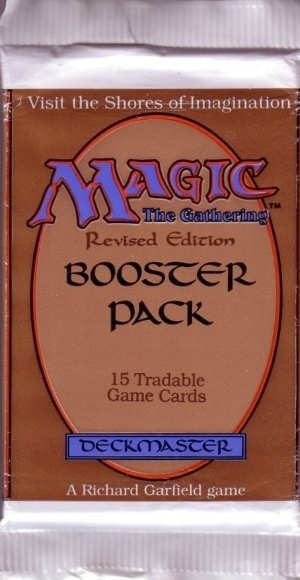 Visit the Shores of Imagination
MAGIC
The Gathering™
Revised Edition
BOOSTER
PACK
15 Tradable
Game Cards
DECKMASTER
A Richard Garfield game